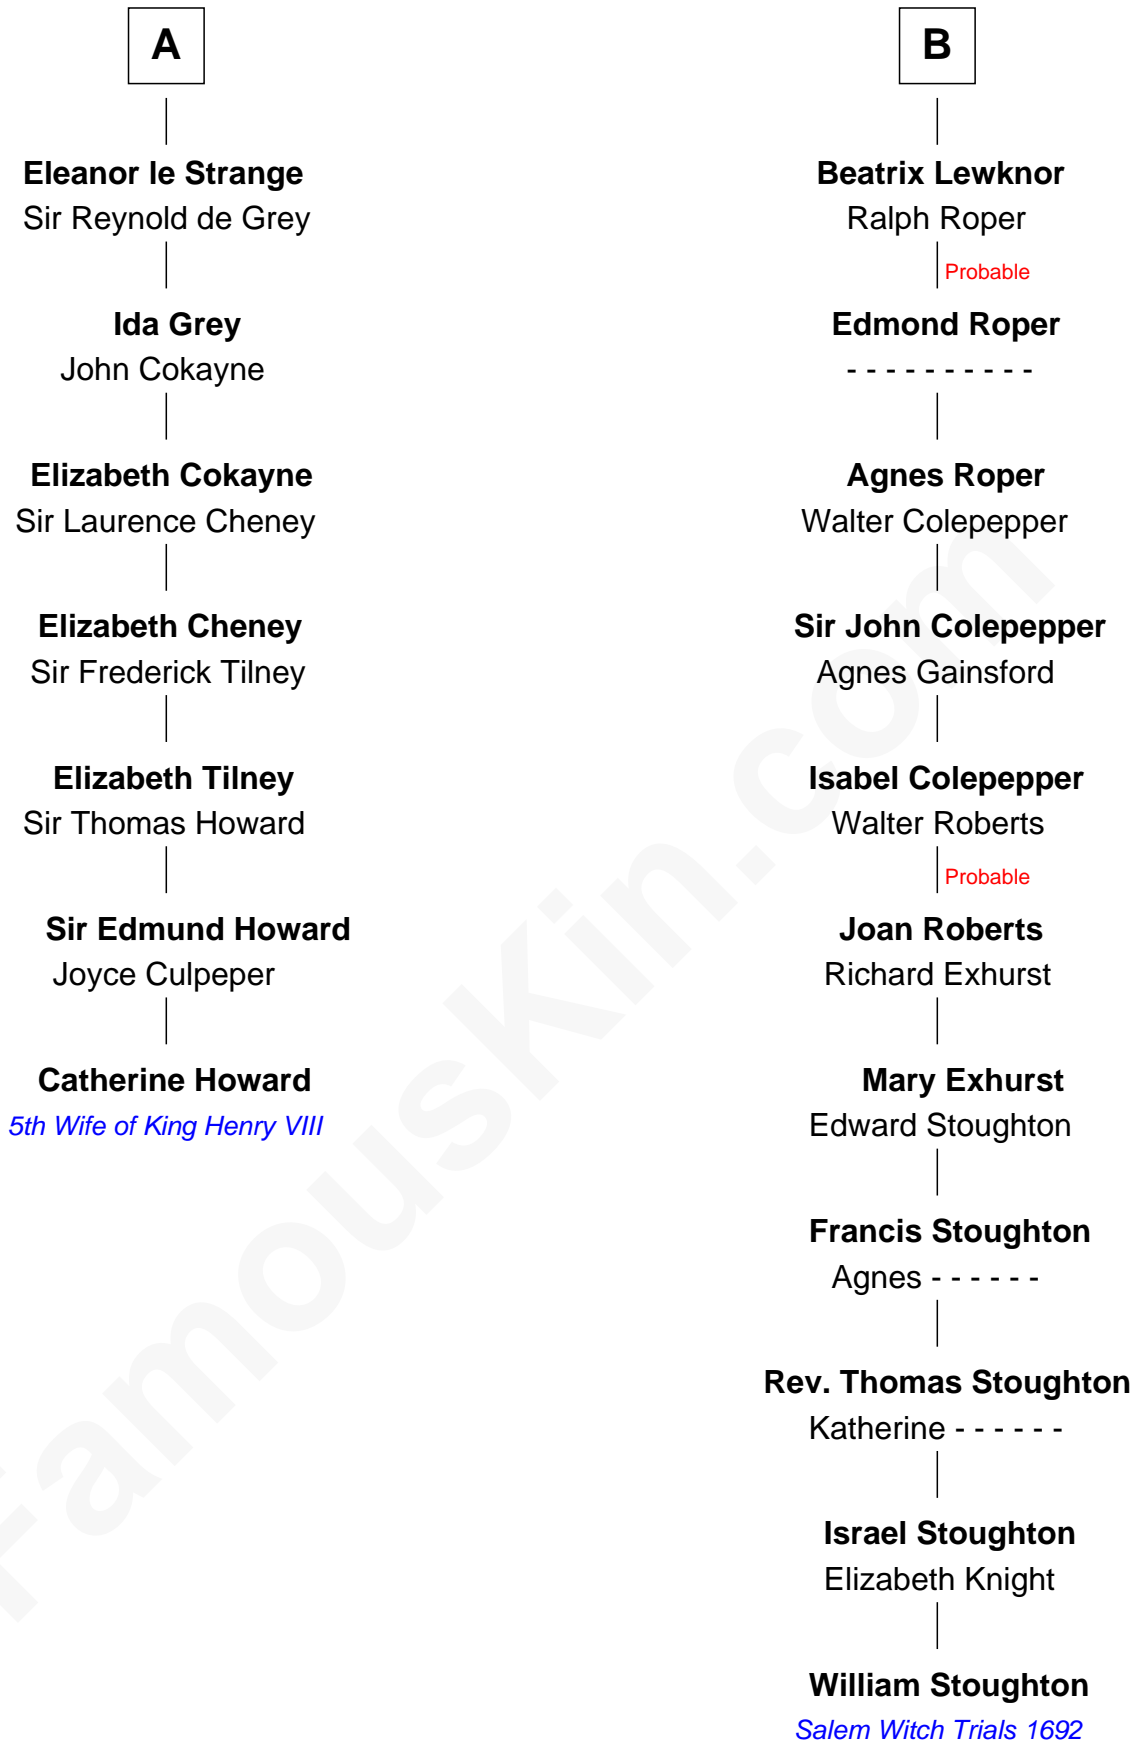 A
Eleanor le Strange
Sir Reynold de Grey
Ida Grey
John Cokayne
Elizabeth Cokayne
Sir Laurence Cheney
Elizabeth Cheney
Sir Frederick Tilney
Elizabeth Tilney
Sir Thomas Howard
Sir Edmund Howard
Joyce Culpeper
Catherine Howard
5th Wife of King Henry VIII
B
Beatrix Lewknor
Ralph Roper
Probable
Edmond Roper
- - - - - - - - - -
Agnes Roper
Walter Colepepper
Sir John Colepepper
Agnes Gainsford
Isabel Colepepper
Walter Roberts
Probable
Joan Roberts
Richard Exhurst
Mary Exhurst
Edward Stoughton
Francis Stoughton
Agnes - - - - - -
Rev. Thomas Stoughton
Katherine - - - - - -
Israel Stoughton
Elizabeth Knight
William Stoughton
Salem Witch Trials 1692
FamousKin.com